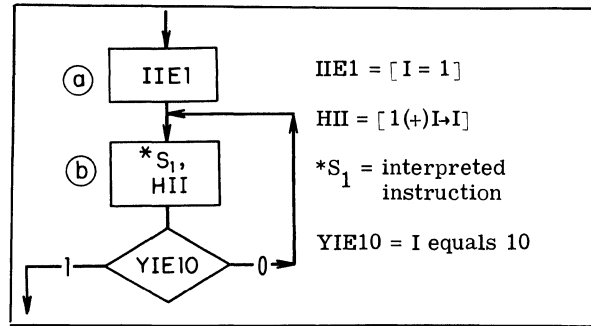 a
IIE1
IIE1 = [I = 1]
HII = [1(+)I→I]
b
*S1,
HII
*S1 = interpreted
instruction
YIE10 = I equals 10
1
YIE10
0